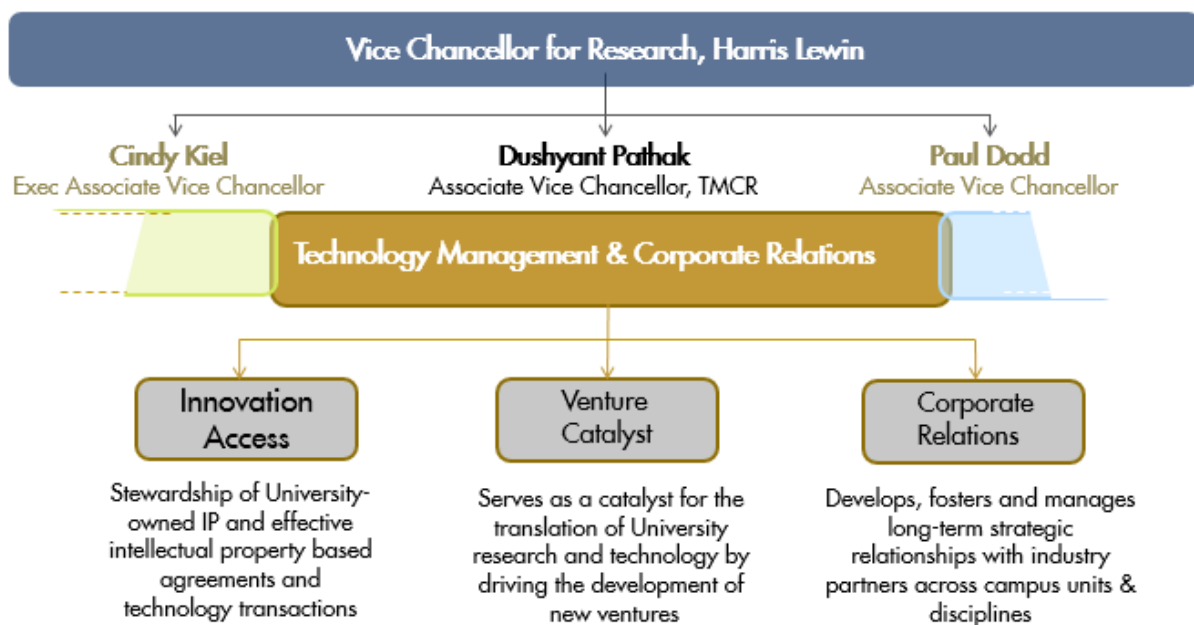 Vice Chancellor for Research, Harris Lewin
Cindy Kiel
Exec Associate Vice Chancellor
Dushyant Pathak
Associate Vice Chancellor, TMCR
Paul Dodd
Associate Vice Chancellor
Technology Management & Corporate Relations
Innovation
Access
Stewardship of University-
owned IP and effective
intellectual property based
agreements and
technology transactions
Venture
Catalyst
Serves as a catalyst for the
translation of University
research and technology by
driving the development of
new ventures
Corporate
Relations
Develops, fosters and manages
long-term strategic
relationships with industry
partners across campus units &
disciplines